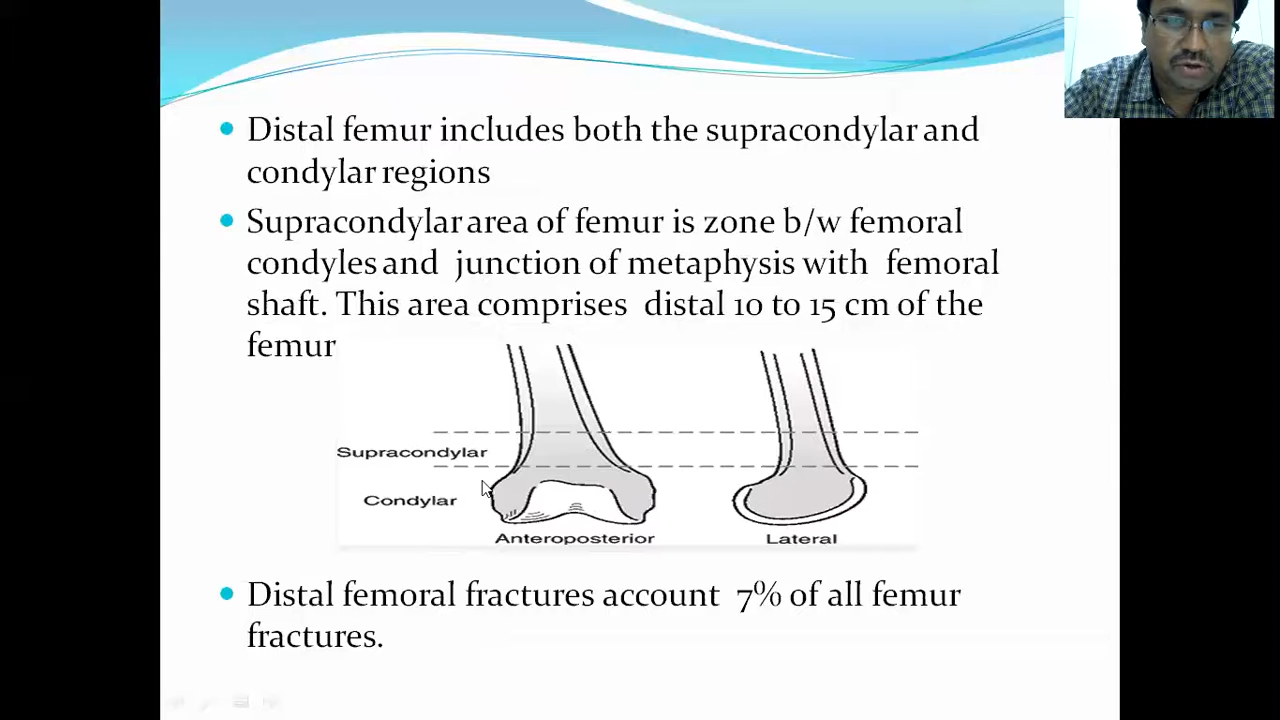 Distal femur includes both the supracondylar and
condylar regions
Supracondylar area of femur is zone b/w femoral
condyles and junction of metaphysis with femoral
shaft. This area comprises distal 10 to 15 cm of the
femur
Supracondylar
Condylar
Anteroposterior
Lateral
Distal femoral fractures account 7% of all femur
fractures.